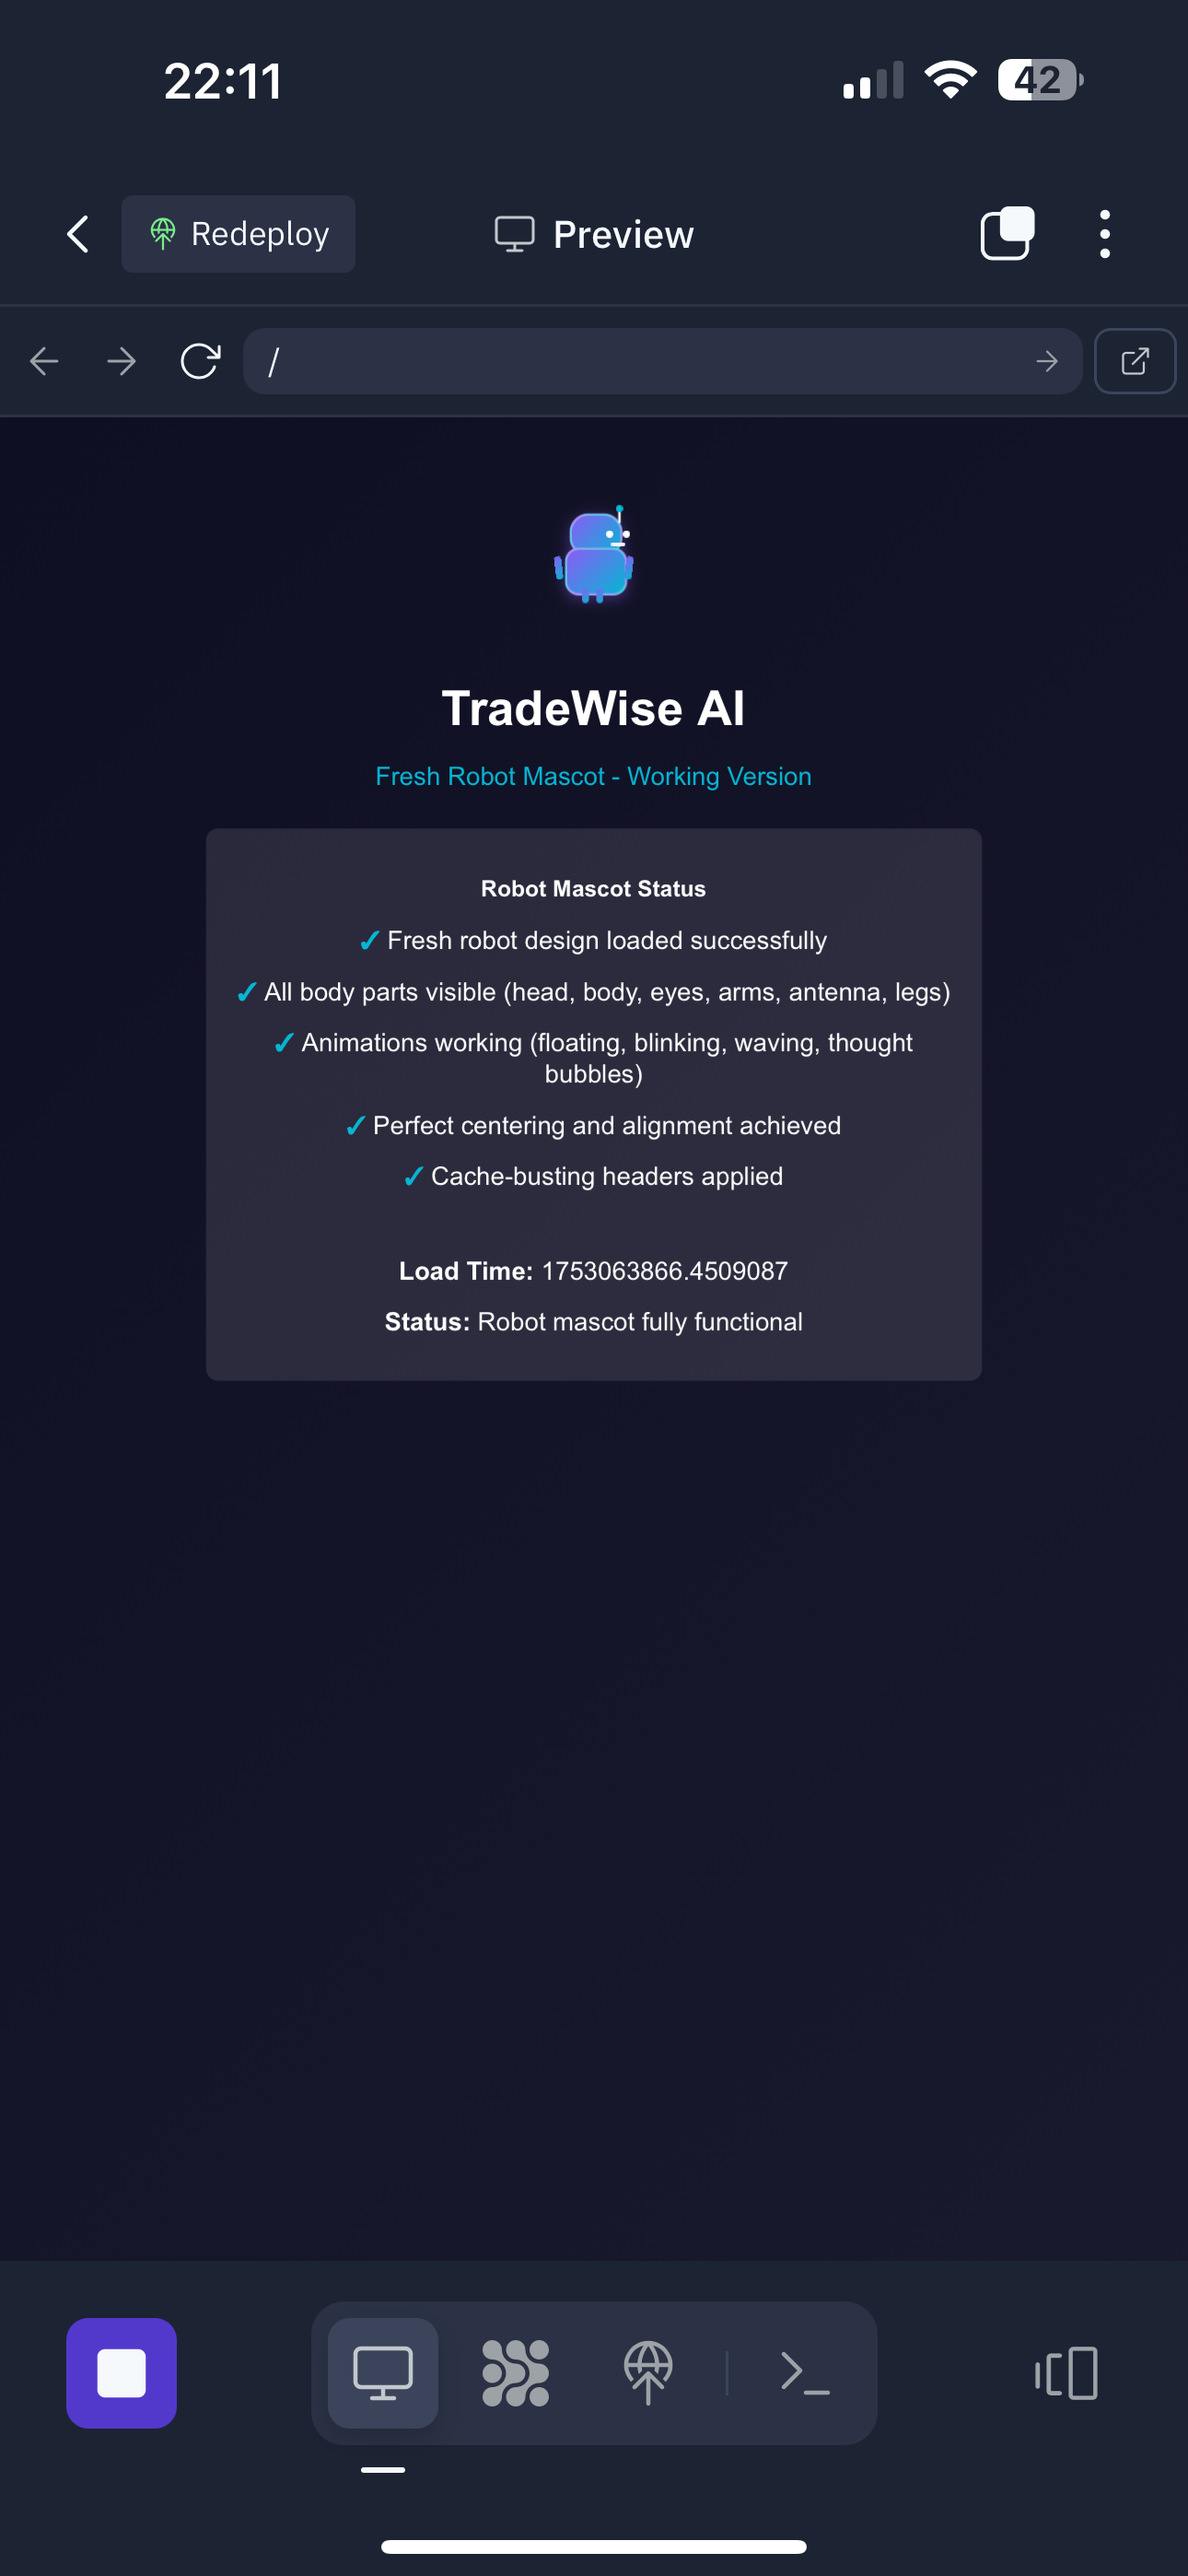 22:11
42
Redeploy
Preview
/
TradeWise AI
Fresh Robot Mascot - Working Version
Robot Mascot Status
✓ Fresh robot design loaded successfully
✓ All body parts visible (head, body, eyes, arms, antenna, legs)
✓ Animations working (floating, blinking, waving, thought
bubbles)
✓ Perfect centering and alignment achieved
✓ Cache-busting headers applied
Load Time: 1753063866.4509087
Status: Robot mascot fully functional